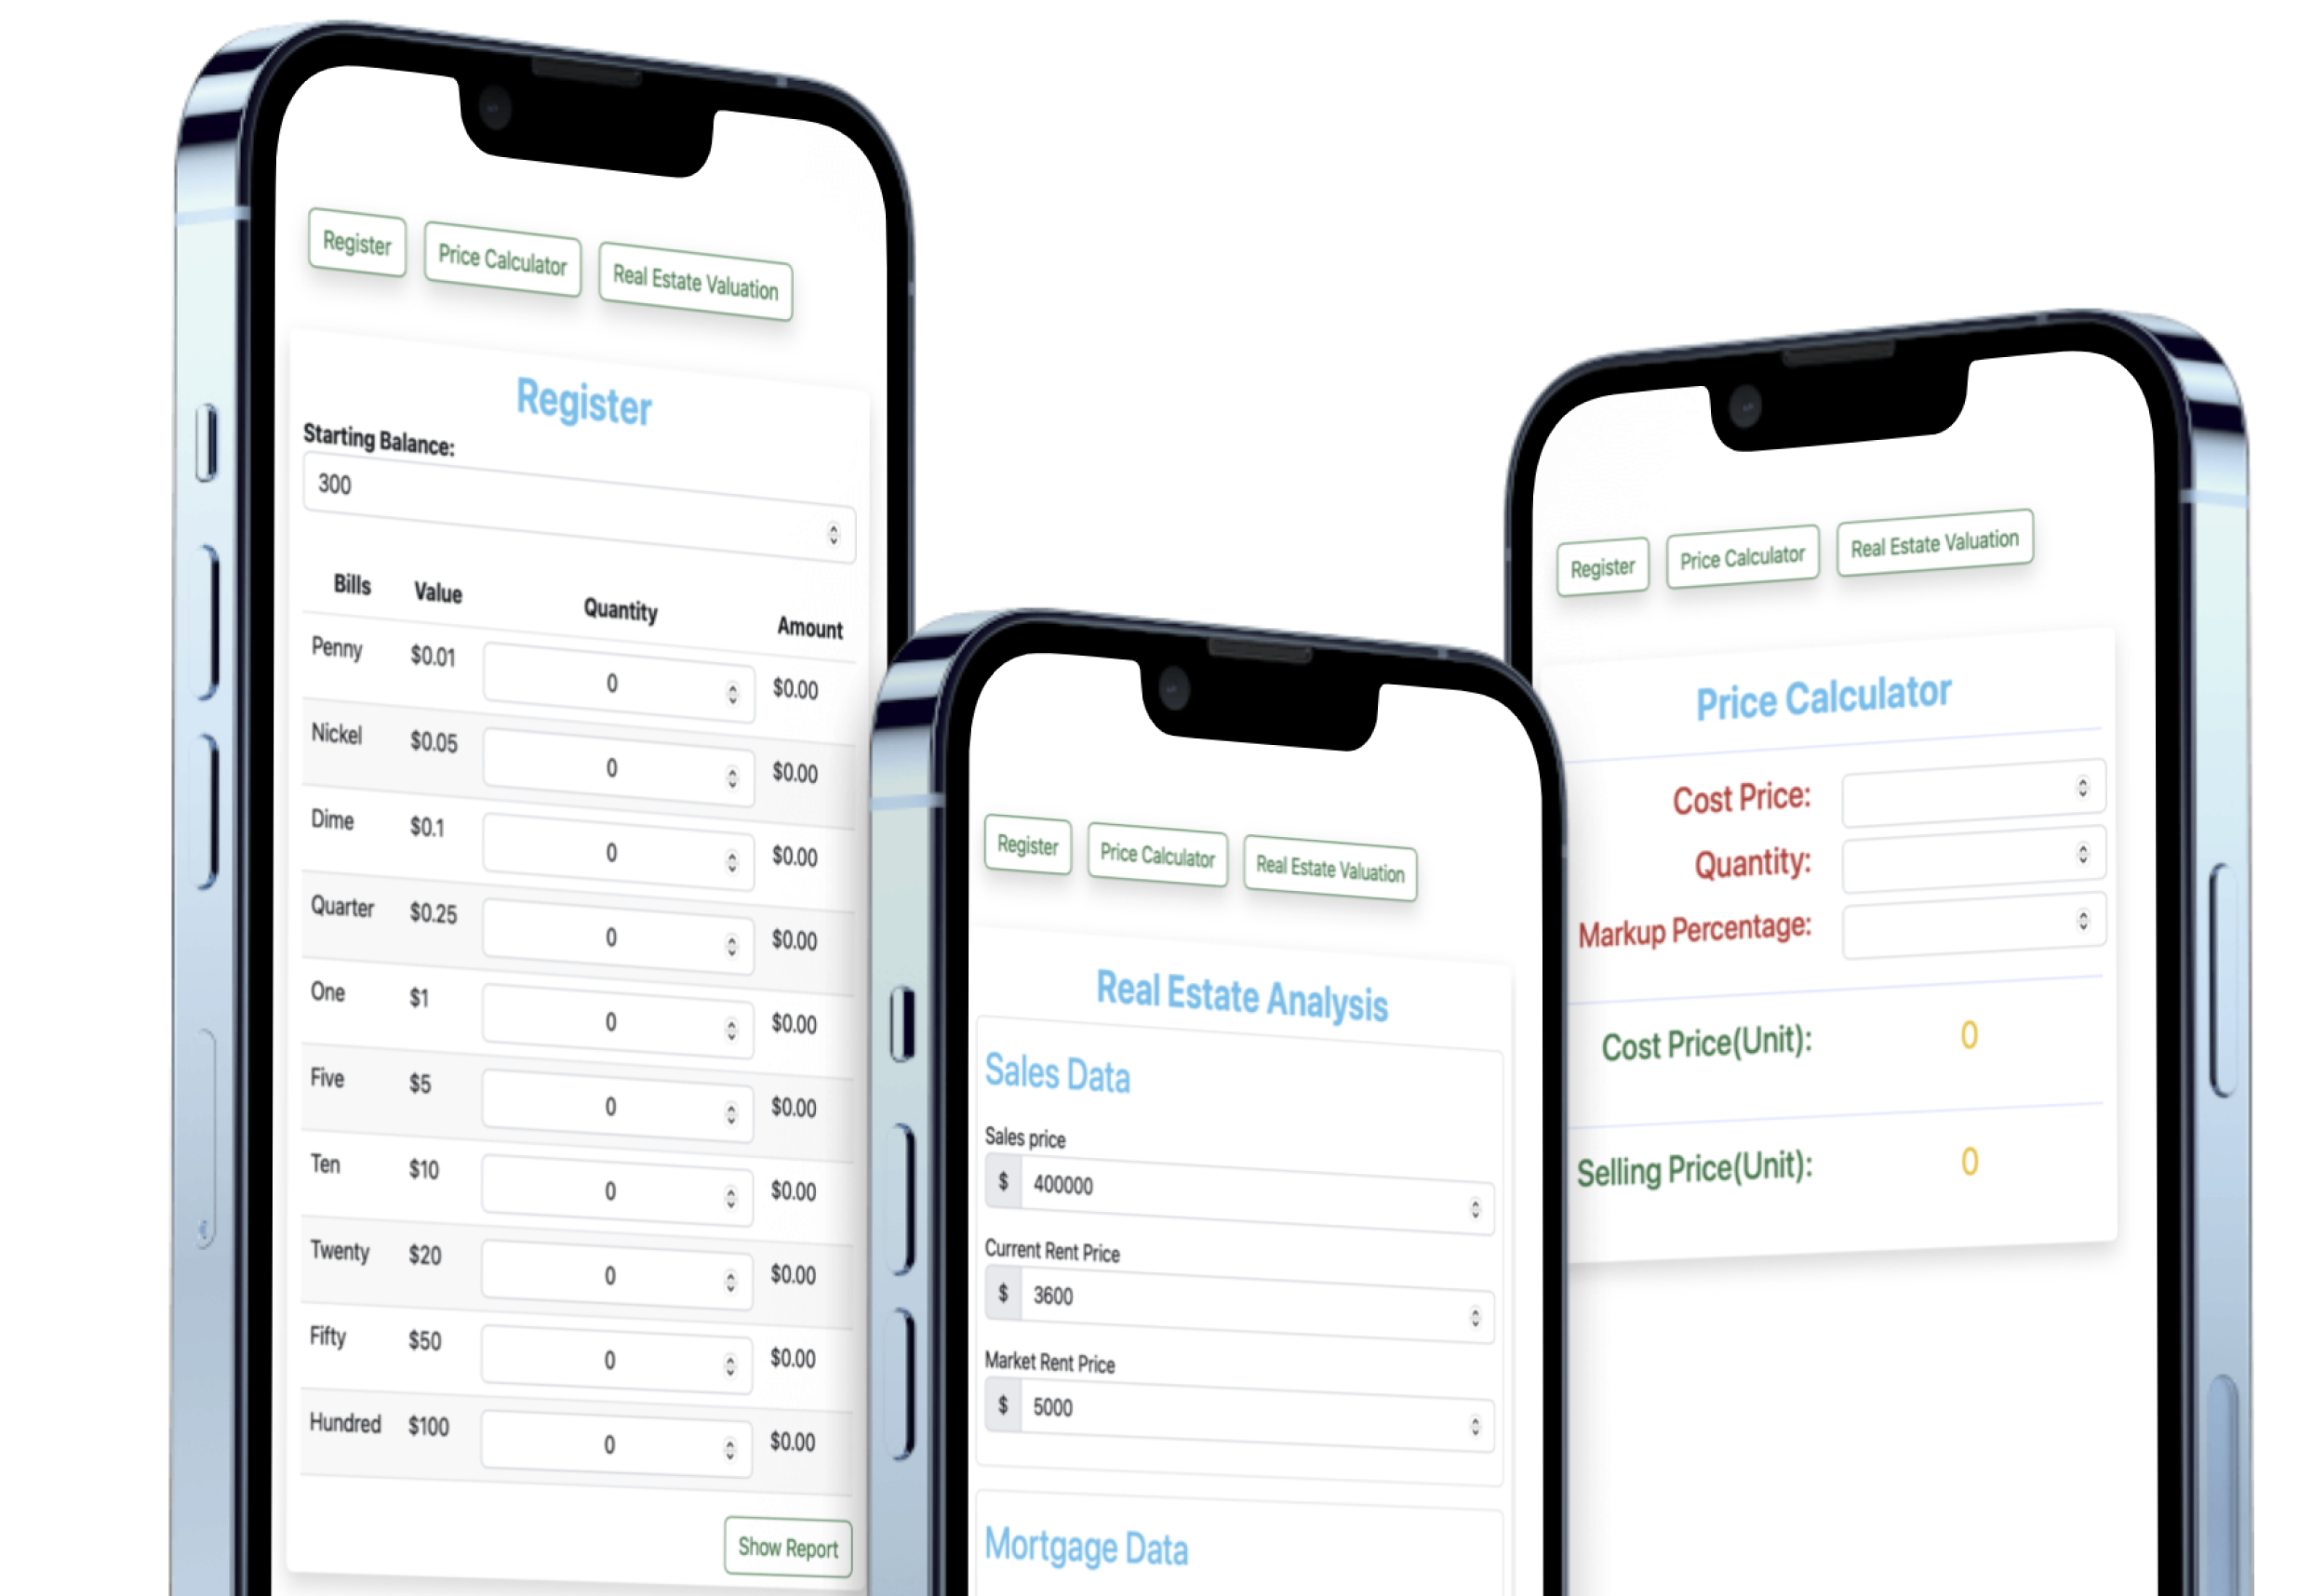 Register Price Calculator Real Estate Valuation
Register
Starting Balance:
300
Bills Value Quantity Amount
Penny $0.01 0 $0.00
Nickel $0.05 0 $0.00
Dime $0.1 0 $0.00
Quarter $0.25 0 $0.00
One $1 0 $0.00
Five $5 0 $0.00
Ten $10 0 $0.00
Twenty $20 0 $0.00
Fifty $50 0 $0.00
Hundred $100 0 $0.00
Show Report
Register Price Calculator Real Estate Valuation
Real Estate Analysis
Sales Data
Sales price
$ 400000
Current Rent Price
$ 3600
Market Rent Price
$ 5000
Mortgage Data
Register Price Calculator Real Estate Valuation
Price Calculator
Cost Price:
Quantity:
Markup Percentage:
Cost Price(Unit): 0
Selling Price(Unit): 0